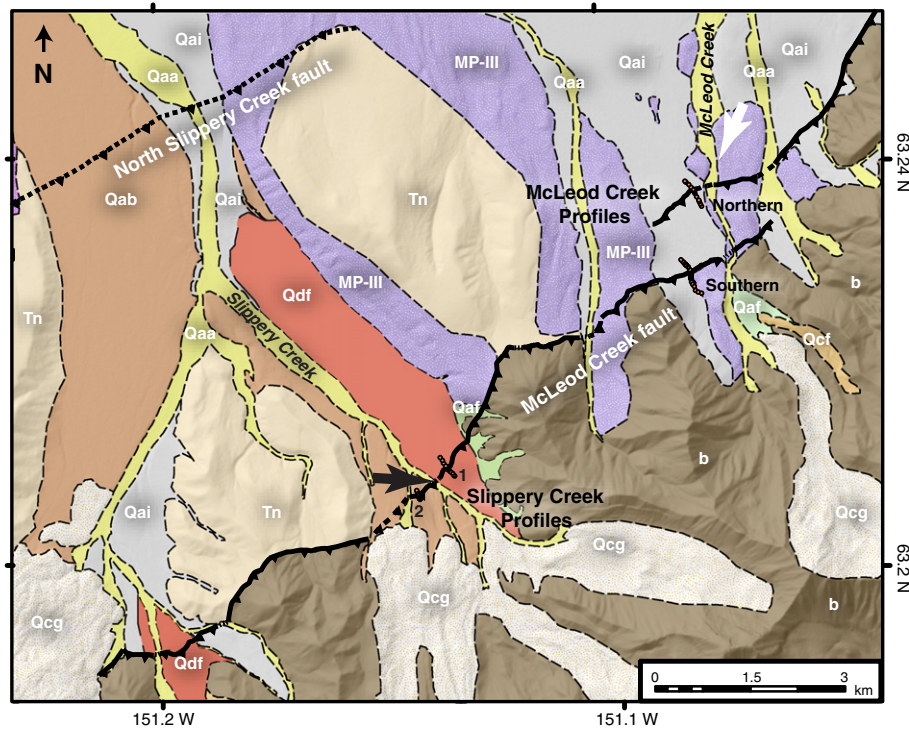 Qai
MP-III
McLeod Creek
Qai
Qaa
Qai
Qaa
Qaa
N
North Slippery Creek fault
63.24 N
Qab
Qai
Tn
McLeod Creek
Profiles
Northern
MP-III
MP-III
Southern
b
Qdf
Qaf
Tn
Slippery Creek
Qaa
McLeod Creek fault
Qcf
Qaf
b
1
Slippery Creek
Profiles
2
Qai
Tn
Qcg
Qcg
63.2 N
Qcg
b
Qcg
Qdf
0 1.5 3
km
151.2 W
151.1 W